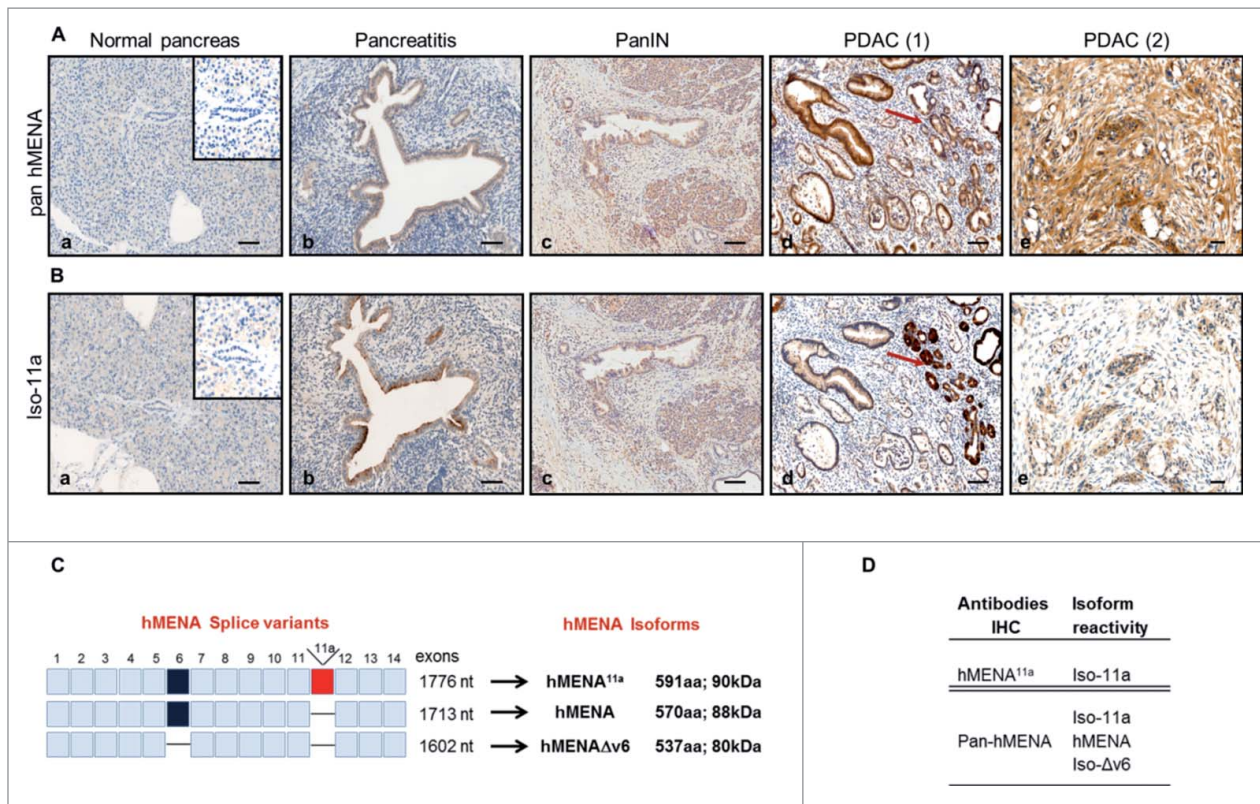 A
Normal pancreas Pancreatitis PanIN PDAC (1) PDAC (2)
pan hMENA
a b c d e
B
Iso-11a
a b c d e
C
hMENA Splice variants hMENA Isoforms
11a
1 2 3 4 5 6 7 8 9 10 11 12 13 14 exons
1776 nt hMENA¹¹ᵃ 591aa; 90kDa
1713 nt hMENA 570aa; 88kDa
1602 nt hMENAΔv6 537aa; 80kDa
D
Antibodies Isoform
IHC reactivity
hMENA¹¹ᵃ Iso-11a
Iso-11a
Pan-hMENA hMENA
Iso-Δv6